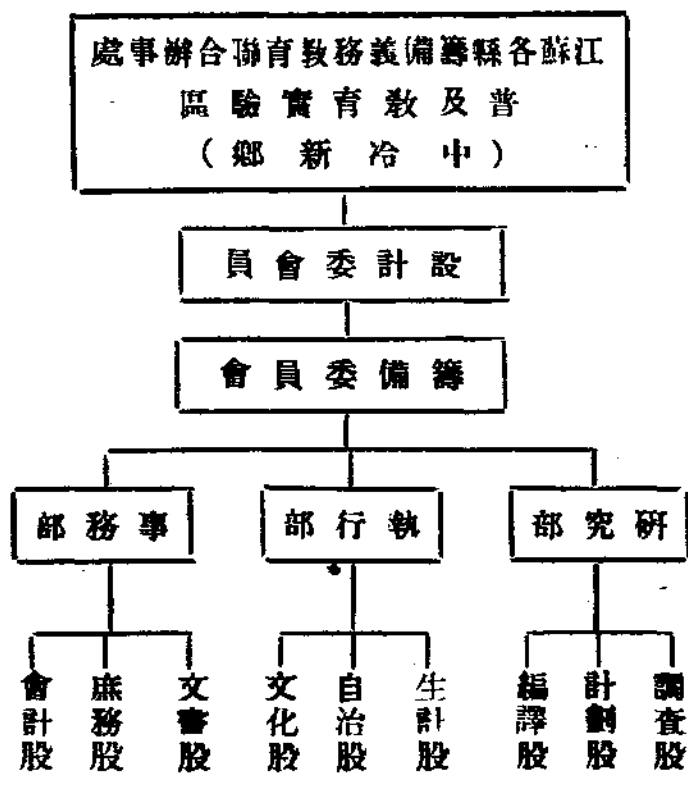 江蘇各縣籌備義務教育聯合辦事處
普及教育實驗區
(中冷新鄉)
設計委會員
籌備委員會
研究部
執行部
事務部
調查股
計劃股
編譯股
生計股
自治股
文化股
文書股
庶務股
會計股